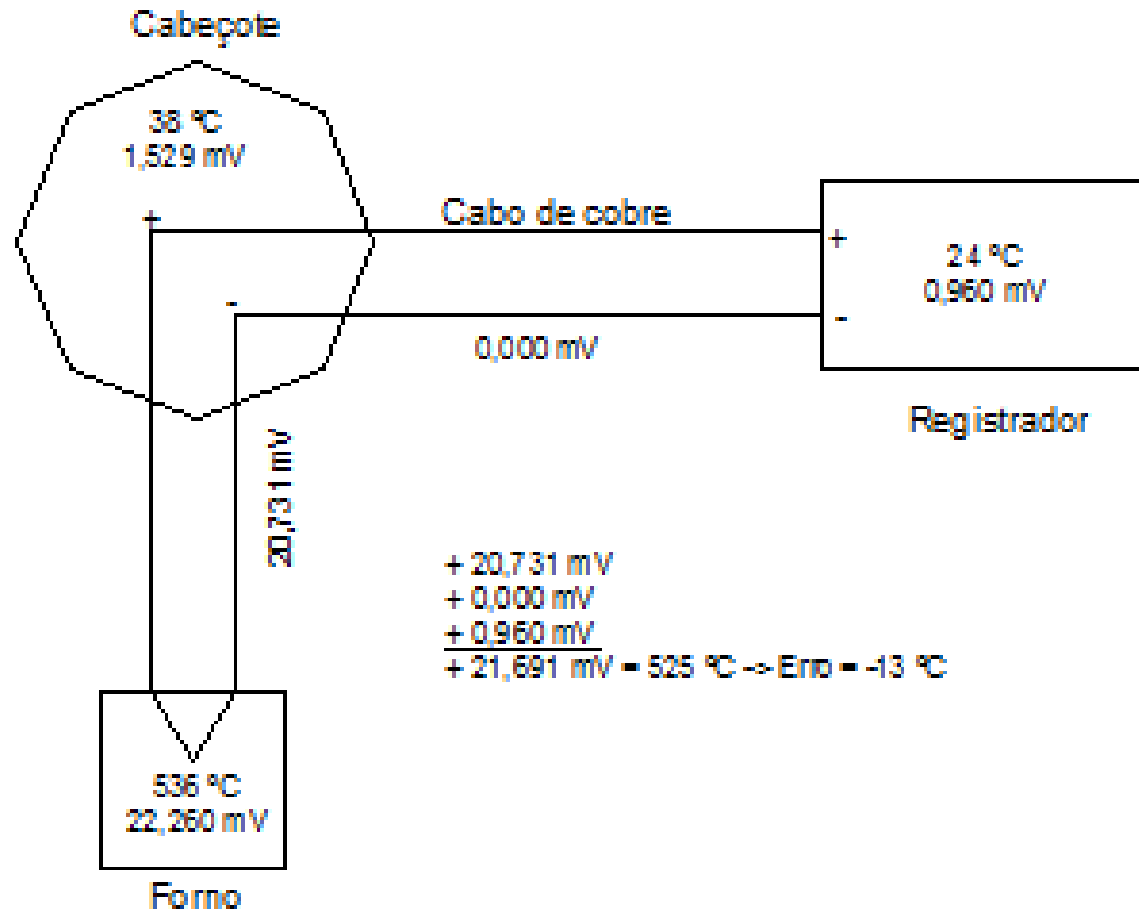 Cabeçote
38 ºC
1,529 mV
+
-
Cabo de cobre
0,000 mV
+
-
24 ºC
0,960 mV
Registrador
20,731 mV
+ 20,731 mV
+ 0,000 mV
+ 0,960 mV
+ 21,691 mV = 525 ºC -> Erro = -13 ºC
536 ºC
22,260 mV
Forno